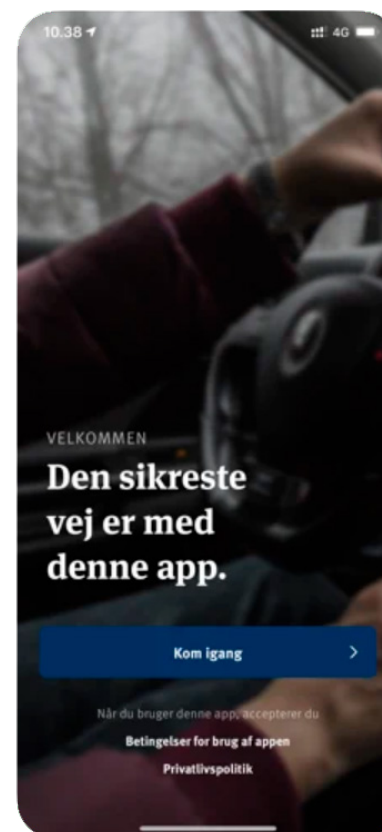 10.38
4G
VELKOMMEN
Den sikreste
vej er med
denne app.
Kom igang
Når du bruger denne app, accepterer du
Betingelser for brug af appen
Privatlivspolitik